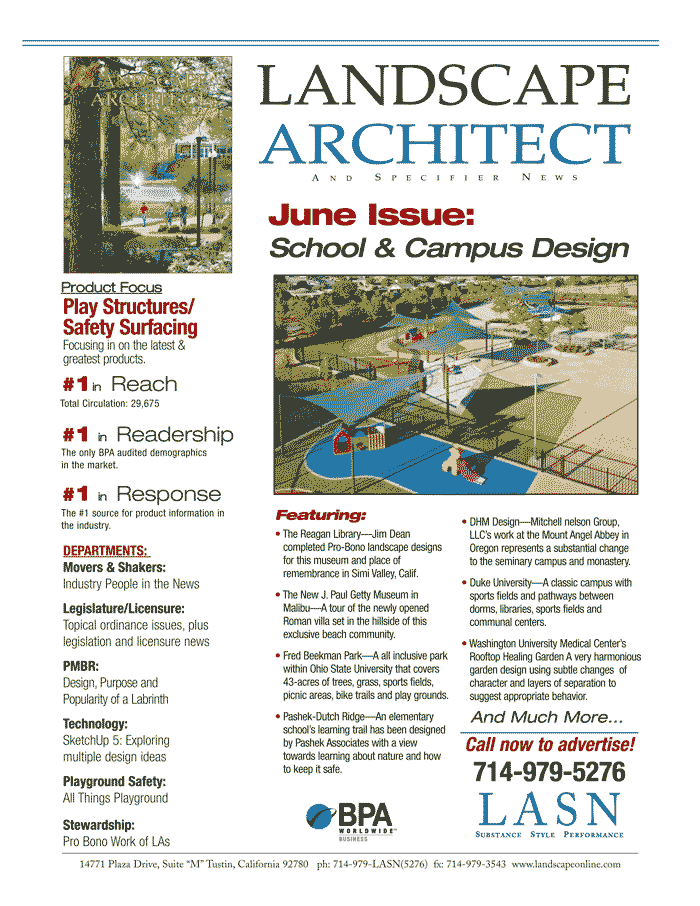 LANDSCAPE
ARCHITECT
LANDSCAPE
ARCHITECT
AND SPECIFIER NEWS
June Issue:
School & Campus Design
Product Focus
Play Structures/
Safety Surfacing
Focusing in on the latest &
greatest products.
#1 in Reach
Total Circulation: 29,675
#1 in Readership
The only BPA audited demographics
in the market.
#1 in Response
The #1 source for product information in
the industry.
DEPARTMENTS:
Movers & Shakers:
Industry People in the News
Legislature/Licensure:
Topical ordinance issues, plus
legislation and licensure news
PMBR:
Design, Purpose and
Popularity of a Labrinth
Technology:
SketchUp 5: Exploring
multiple design ideas
Playground Safety:
All Things Playground
Stewardship:
Pro Bono Work of LAs
Featuring:
• The Reagan Library—Jim Dean
completed Pro-Bono landscape designs
for this museum and place of
remembrance in Simi Valley, Calif.
• The New J. Paul Getty Museum in
Malibu—A tour of the newly opened
Roman villa set in the hillside of this
exclusive beach community.
• Fred Beekman Park—A all inclusive park
within Ohio State University that covers
43-acres of trees, grass, sports fields,
picnic areas, bike trails and play grounds.
• Pashek-Dutch Ridge—An elementary
school's learning trail has been designed
by Pashek Associates with a view
towards learning about nature and how
to keep it safe.
• DHM Design—Mitchell nelson Group,
LLC's work at the Mount Angel Abbey in
Oregon represents a substantial change
to the seminary campus and monastery.
• Duke University—A classic campus with
sports fields and pathways between
dorms, libraries, sports fields and
communal centers.
• Washington University Medical Center's
Rooftop Healing Garden A very harmonious
garden design using subtle changes of
character and layers of separation to
suggest appropriate behavior.
And Much More...
Call now to advertise!
714-979-5276
LASN
SUBSTANCE STYLE PERFORMANCE
BPA
WORLDWIDE™
BUSINESS
14771 Plaza Drive, Suite “M” Tustin, California 92780 ph: 714-979-LASN(5276) fx: 714-979-3543 www.landscapeonline.com